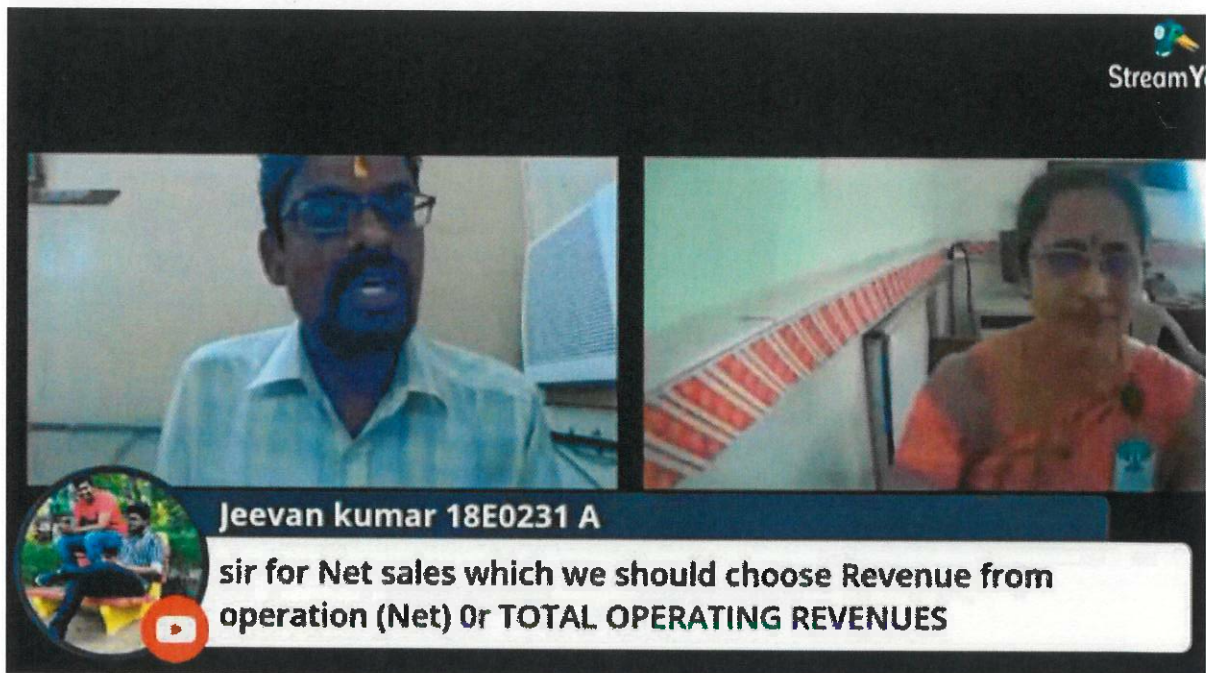 StreamYa
Jeevan kumar 18E0231 A
sir for Net sales which we should choose Revenue from
operation (Net) 0r TOTAL OPERATING REVENUES